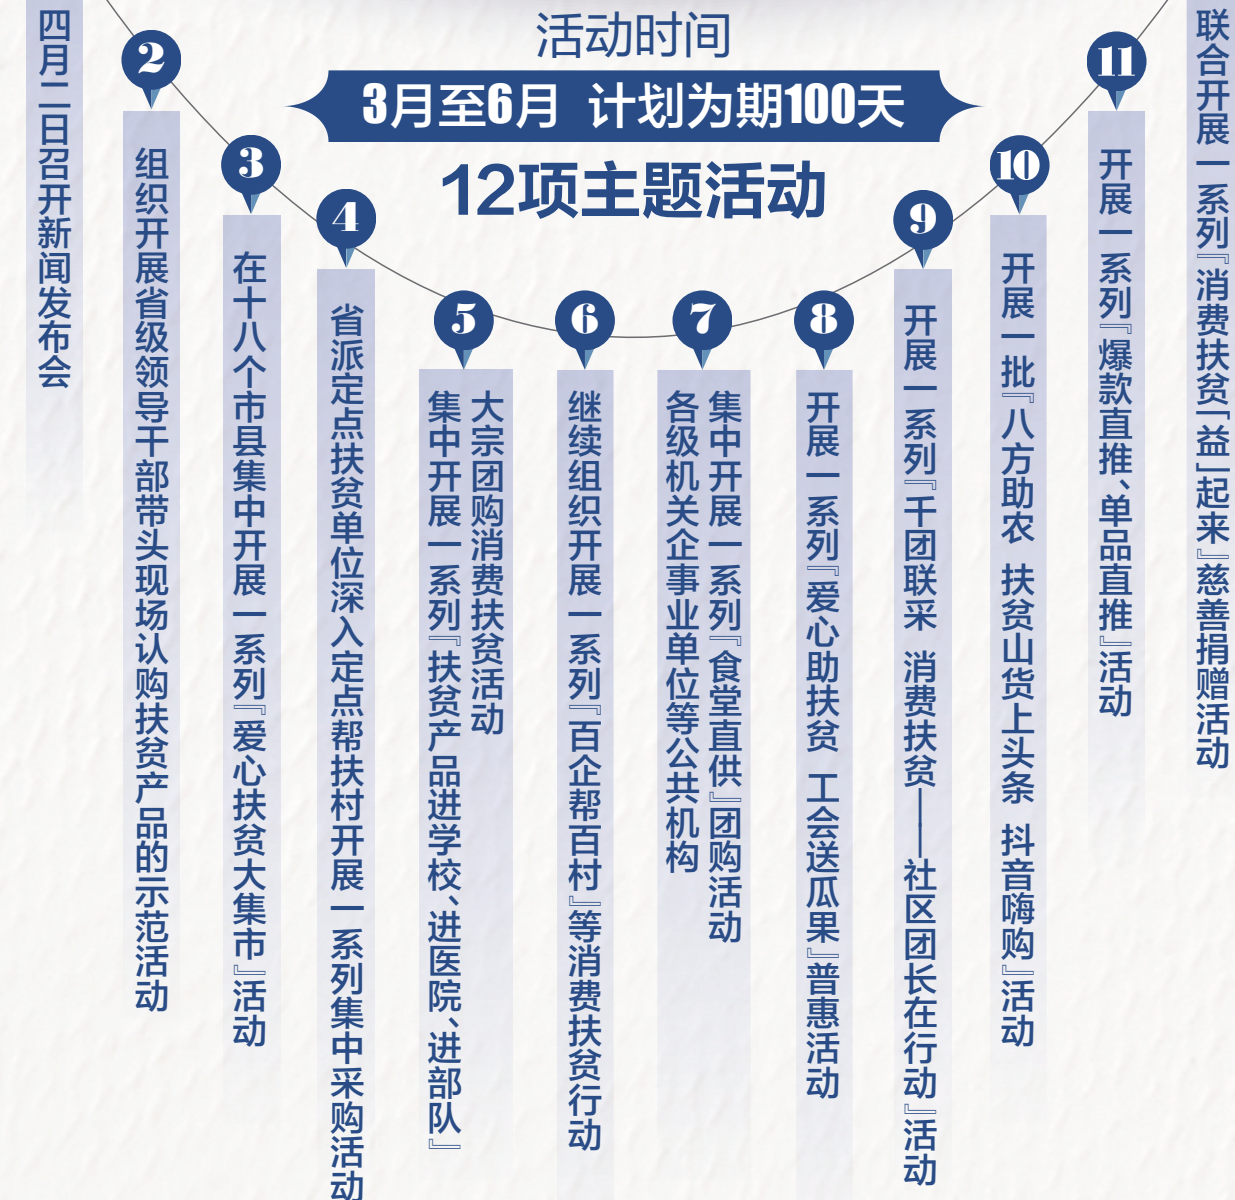 活动时间
3月至6月 计划为期100天
12项主题活动
四月二日召开新闻发布会
2
组织开展省级领导干部带头现场认购扶贫产品的示范活动
3
在十八个市县集中开展一系列『爱心扶贫大集市』活动
4
省派定点扶贫单位深入定点帮扶村开展一系列集中采购活动
5
集中开展一系列『扶贫产品进学校、进医院、进部队』
大宗团购消费扶贫活动
6
继续组织开展一系列『百企帮百村』等消费扶贫行动
7
各级机关企事业单位等公共机构
集中开展一系列『食堂直供』团购活动
8
开展一系列『爱心助扶贫 工会送瓜果』普惠活动
9
开展一系列『千团联采 消费扶贫——社区团长在行动』活动
10
开展一批『八方助农 扶贫山货上头条 抖音嗨购』活动
11
开展一系列『爆款直推、单品直推』活动
联合开展一系列『消费扶贫「益」起来』慈善捐赠活动